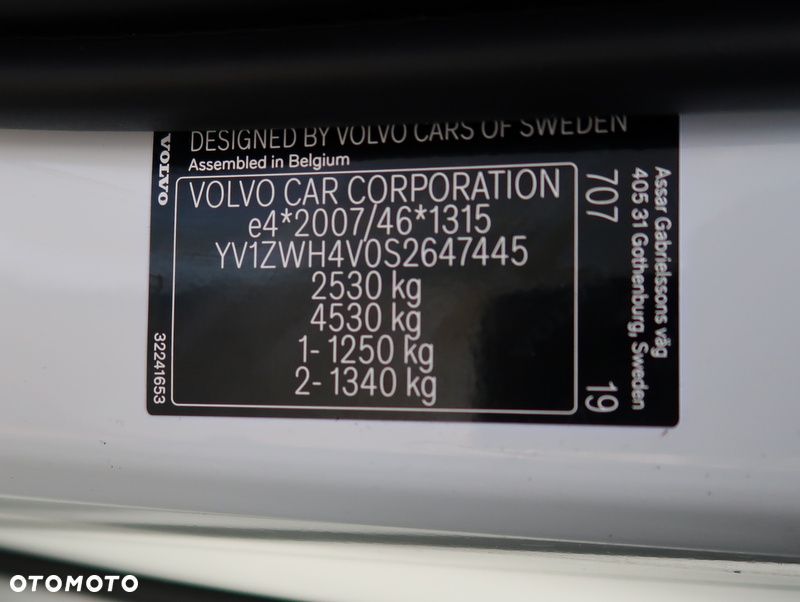 VOLVO
DESIGNED BY VOLVO CARS OF SWEDEN
Assembled in Belgium
VOLVO CAR CORPORATION
e4*2007/46*1315
YV1ZWH4V0S2647445
2530 kg
4530 kg
1- 1250 kg
2- 1340 kg
32241653
707
19
Assar Gabrielssons väg
405 31 Gothenburg, Sweden
OTOMOTO